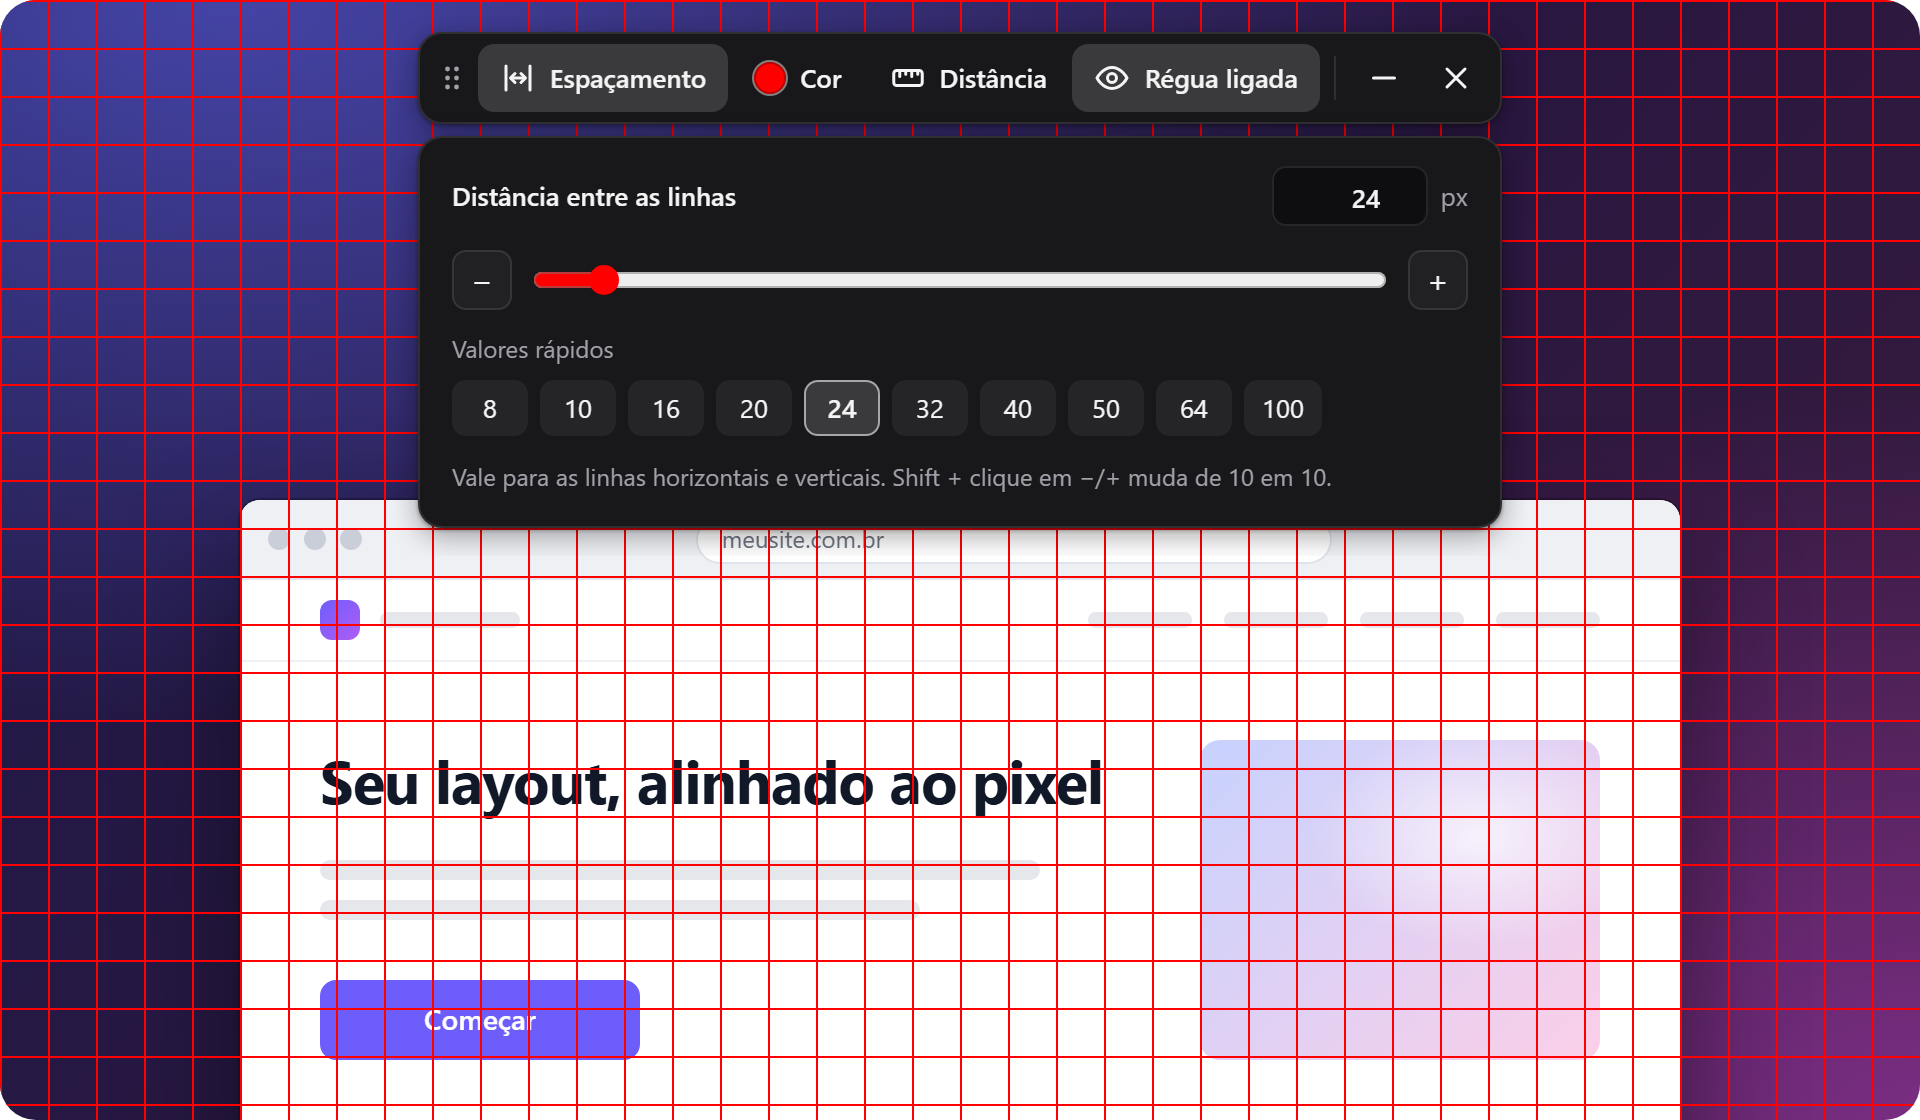 Espaçamento Cor Distância Régua ligada
Distância entre as linhas 24 px
− +
Valores rápidos
8 10 16 20 24 32 40 50 64 100
Vale para as linhas horizontais e verticais. Shift + clique em −/+ muda de 10 em 10.
meusite.com.br
Seu layout, alinhado ao pixel
Começar